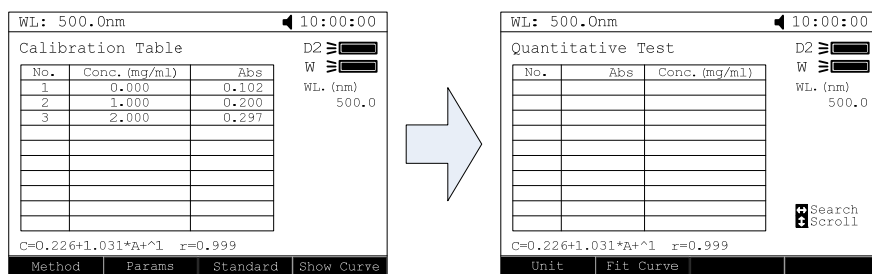 WL: 500.0nm 10:00:00
Calibration Table D2
W
No. Conc.(mg/ml) Abs
WL.(nm)
1 0.000 0.102
500.0
2 1.000 0.200
3 2.000 0.297
C=0.226+1.031*A+^1 r=0.999
Method Params Standard Show Curve
WL: 500.0nm 10:00:00
Quantitative Test D2
W
No. Abs Conc.(mg/ml)
WL.(nm)
500.0
Search
Scroll
C=0.226+1.031*A+^1 r=0.999
Unit Fit Curve